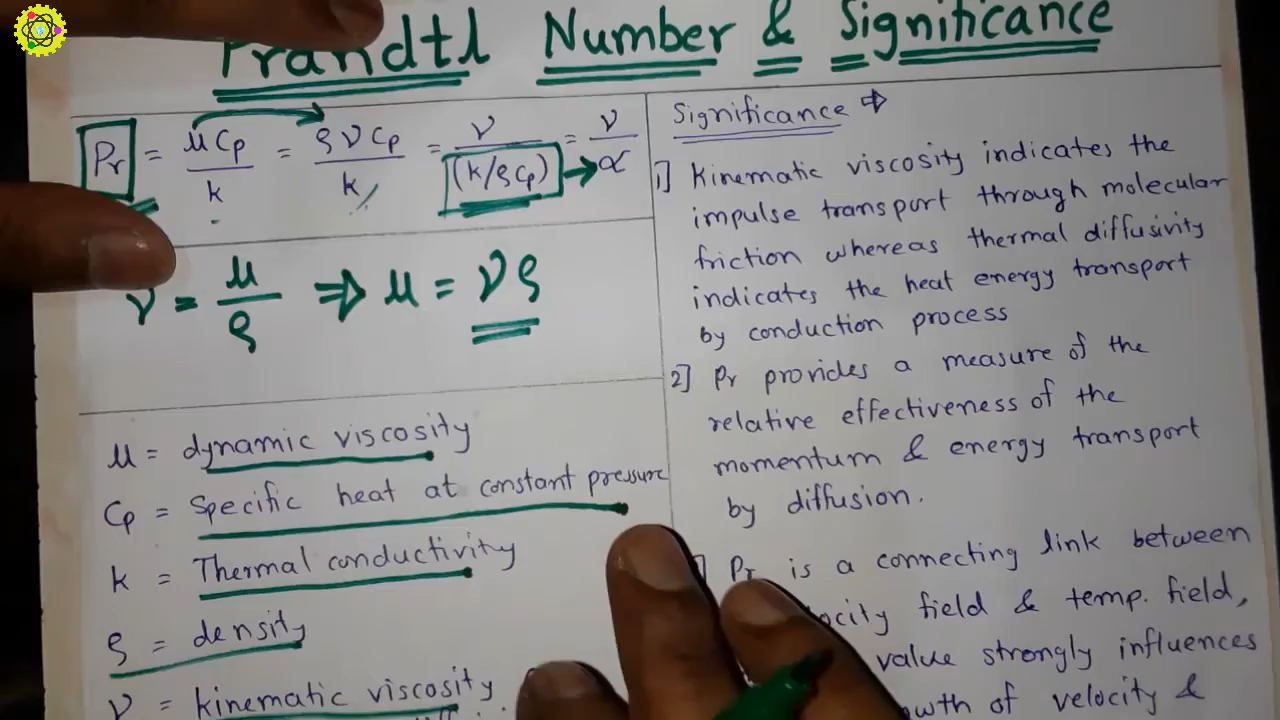 Prandtl Number & Significance
Pr = μCp/k = ρνCp/k = ν/(k/ρCp) → = ν/α
ν = μ/ρ ⇒ μ = νρ
μ = dynamic viscosity
Cp = Specific heat at constant pressure
k = Thermal conductivity
ρ = density
ν = kinematic viscosity
Significance ⇒
1] Kinematic viscosity indicates the
impulse transport through molecular
friction whereas thermal diffusivity
indicates the heat energy transport
by conduction process
2] Pr provides a measure of the
relative effectiveness of the
momentum & energy transport
by diffusion.
Pr is a connecting link between
field & temp. field,
value strongly influences
of velocity &